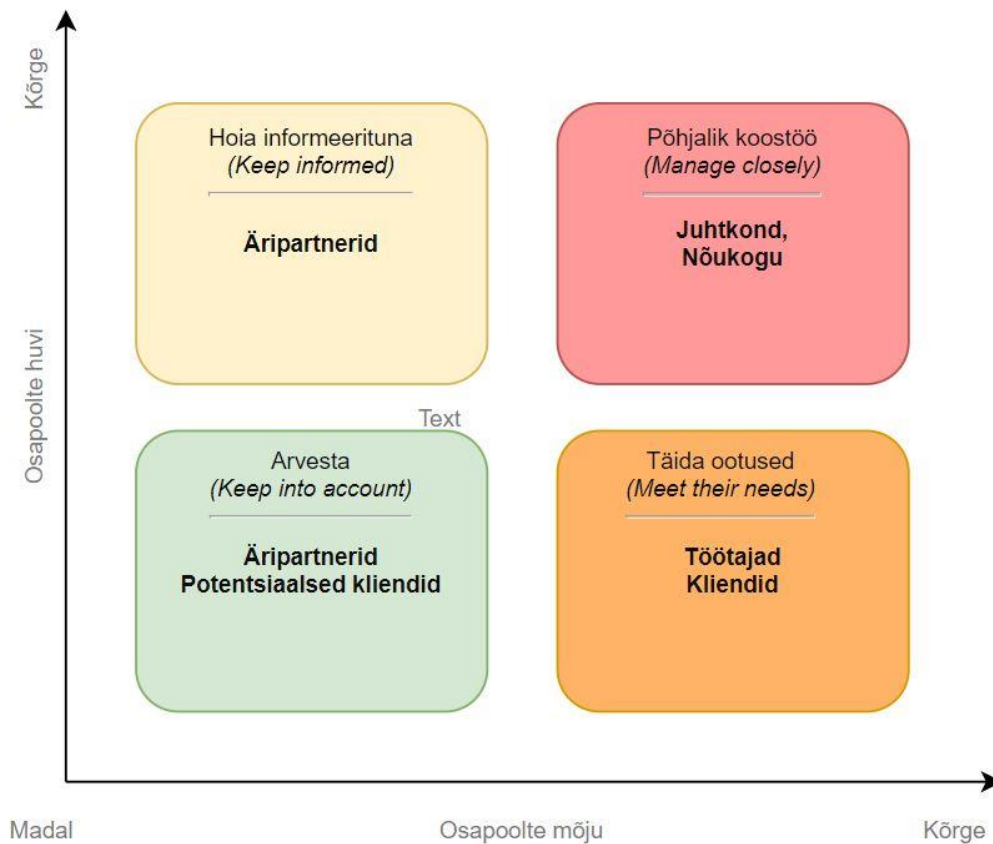 Kõrge
Hoia informeerituna
(Keep informed)
Äripartnerid
Põhjalik koostöö
(Manage closely)
Juhtkond,
Nõukogu
Osapoolte huvi
Text
Arvesta
(Keep into account)
Äripartnerid
Potentsiaalsed kliendid
Täida ootused
(Meet their needs)
Töötajad
Kliendid
Madal
Osapoolte mõju
Kõrge